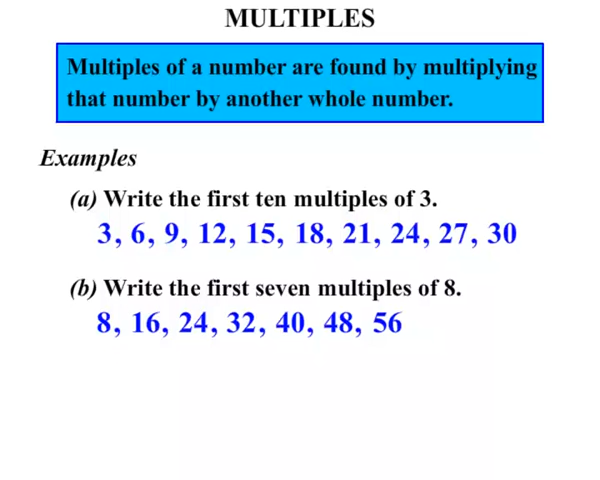 MULTIPLES
Multiples of a number are found by multiplying
that number by another whole number.
Examples
(a) Write the first ten multiples of 3.
3, 6, 9, 12, 15, 18, 21, 24, 27, 30
(b) Write the first seven multiples of 8.
8, 16, 24, 32, 40, 48, 56